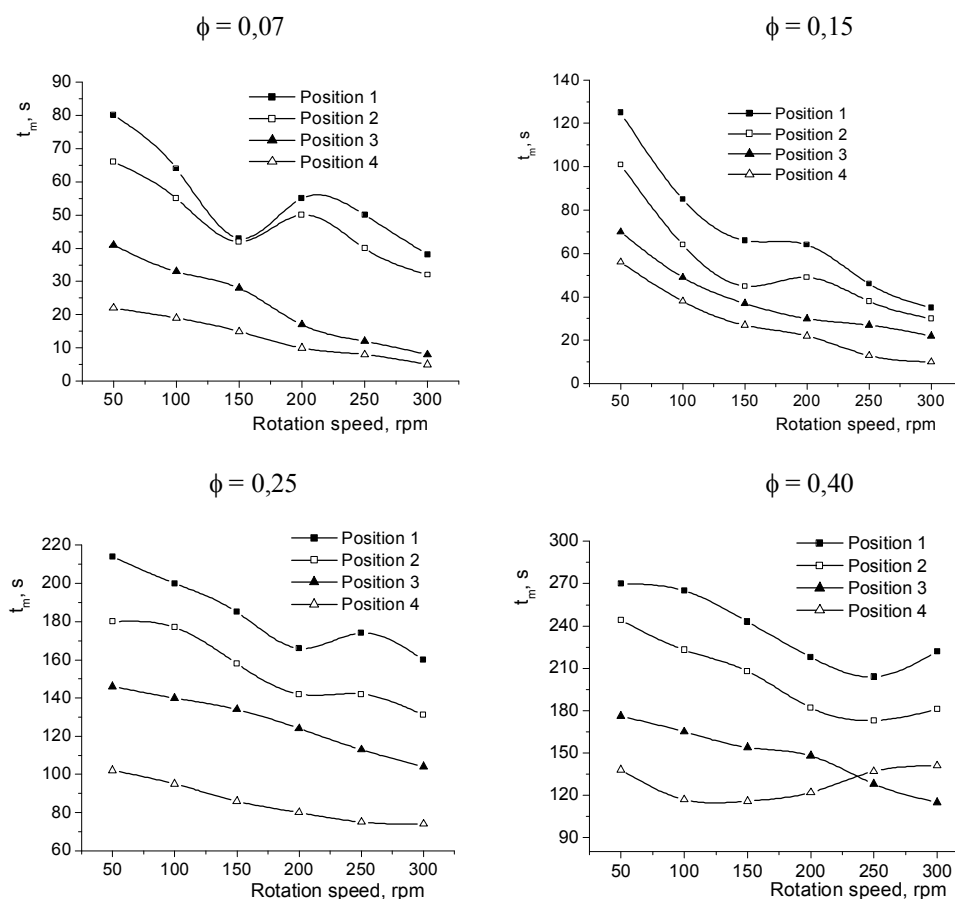 ϕ = 0,07
t_m, s
90
80
70
60
50
40
30
20
10
0
Position 1
Position 2
Position 3
Position 4
50 100 150 200 250 300
Rotation speed, rpm
ϕ = 0,15
t_m, s
140
120
100
80
60
40
20
0
Position 1
Position 2
Position 3
Position 4
50 100 150 200 250 300
Rotation speed, rpm
ϕ = 0,25
t_m, s
220
200
180
160
140
120
100
80
60
Position 1
Position 2
Position 3
Position 4
50 100 150 200 250 300
Rotation speed, rpm
ϕ = 0,40
t_m, s
300
270
240
210
180
150
120
90
Position 1
Position 2
Position 3
Position 4
50 100 150 200 250 300
Rotation speed, rpm